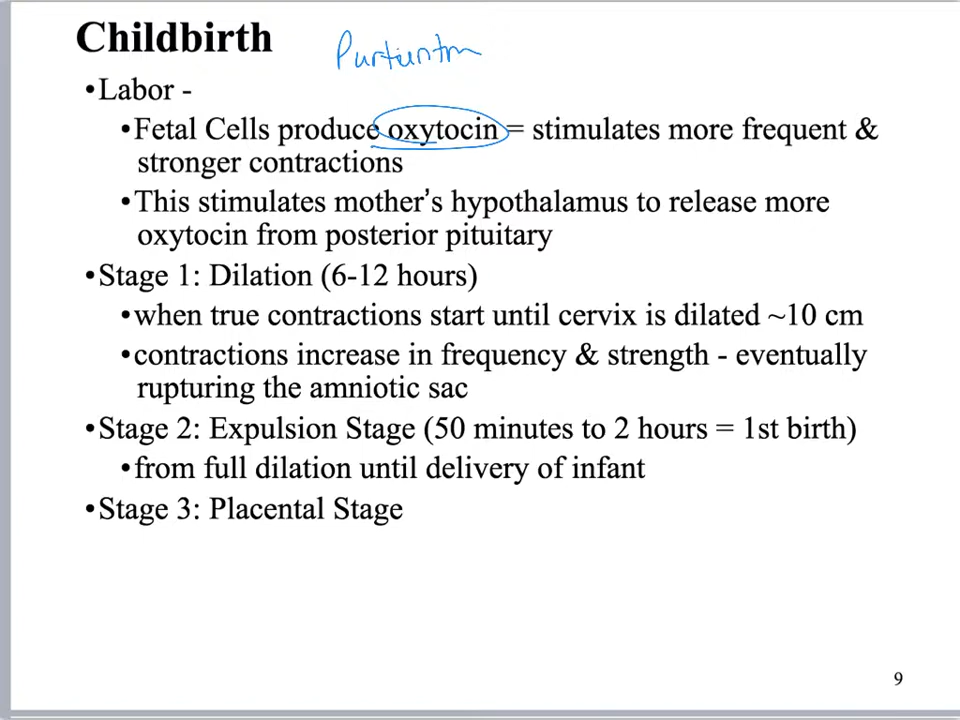 Childbirth
•Labor -
•Fetal Cells produce oxytocin = stimulates more frequent &
stronger contractions
•This stimulates mother's hypothalamus to release more
oxytocin from posterior pituitary
•Stage 1: Dilation (6-12 hours)
•when true contractions start until cervix is dilated ~10 cm
•contractions increase in frequency & strength - eventually
rupturing the amniotic sac
•Stage 2: Expulsion Stage (50 minutes to 2 hours = 1st birth)
•from full dilation until delivery of infant
•Stage 3: Placental Stage
9